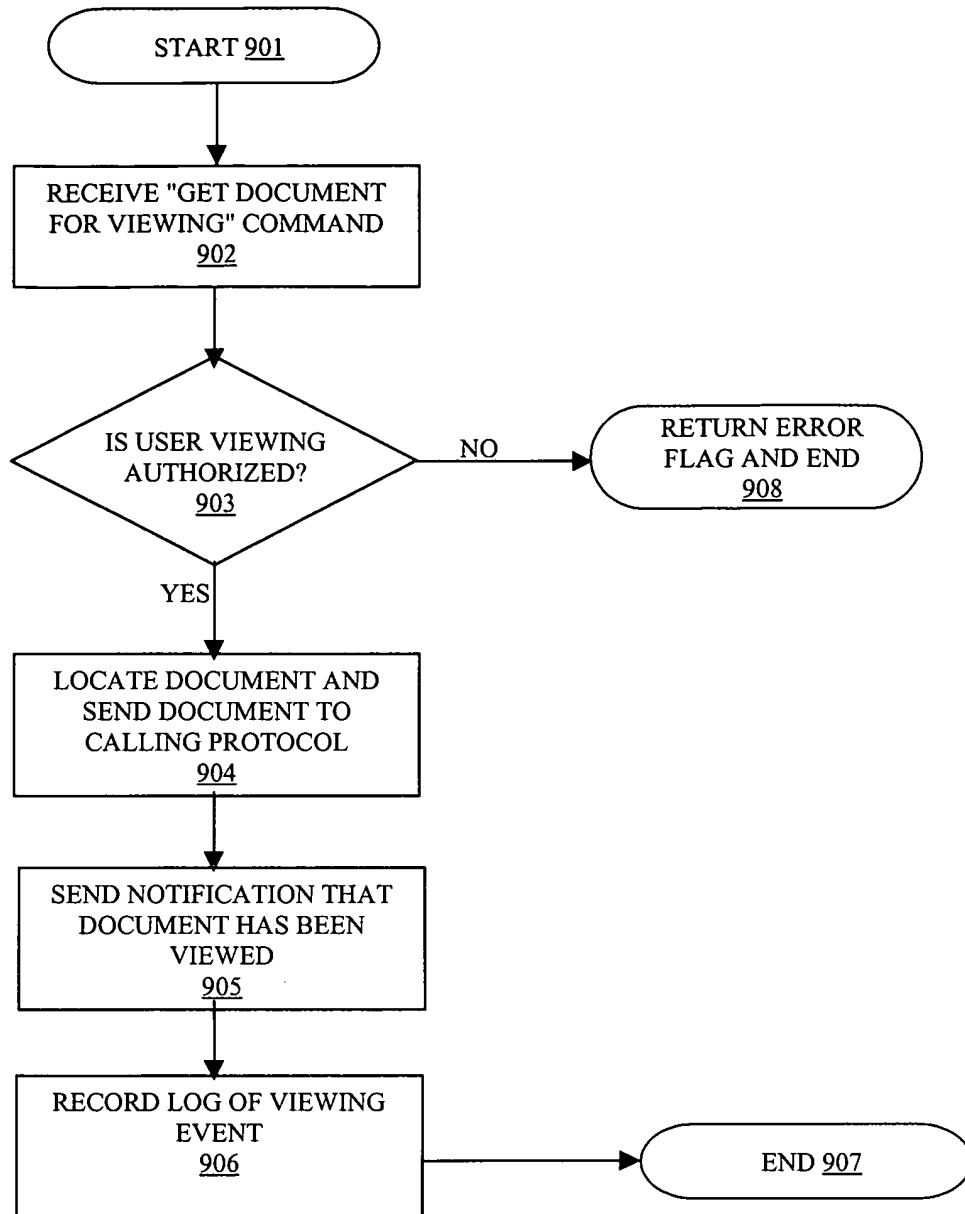 START 901
RECEIVE "GET DOCUMENT
FOR VIEWING" COMMAND
902
IS USER VIEWING
AUTHORIZED?
903
NO
RETURN ERROR
FLAG AND END
908
YES
LOCATE DOCUMENT AND
SEND DOCUMENT TO
CALLING PROTOCOL
904
SEND NOTIFICATION THAT
DOCUMENT HAS BEEN
VIEWED
905
RECORD LOG OF VIEWING
EVENT
906
END 907